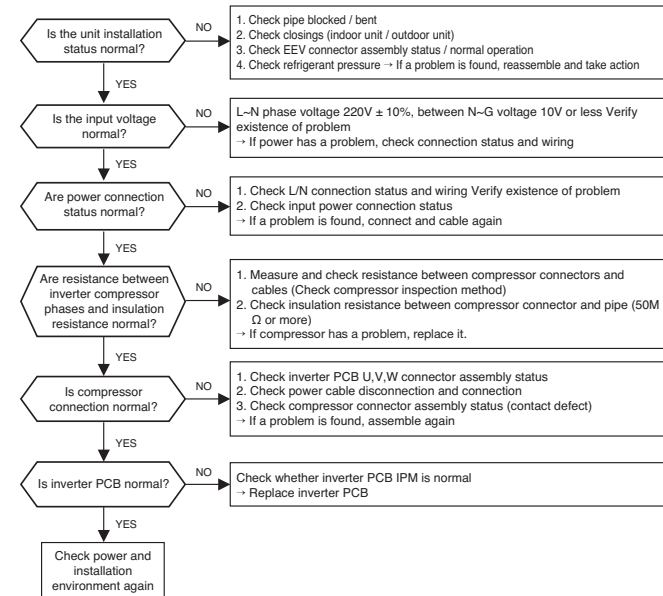 Is the unit installation
status normal?
NO
1. Check pipe blocked / bent
2. Check closings (indoor unit / outdoor unit)
3. Check EEV connector assembly status / normal operation
4. Check refrigerant pressure → If a problem is found, reassemble and take action
YES
Is the input voltage
normal?
NO
L~N phase voltage 220V ± 10%, between N~G voltage 10V or less Verify
existence of problem
→ If power has a problem, check connection status and wiring
YES
Are power connection
status normal?
NO
1. Check L/N connection status and wiring Verify existence of problem
2. Check input power connection status
→ If a problem is found, connect and cable again
YES
Are resistance between
inverter compressor
phases and insulation
resistance normal?
NO
1. Measure and check resistance between compressor connectors and
cables (Check compressor inspection method)
2. Check insulation resistance between compressor connector and pipe (50M
Ω or more)
→ If compressor has a problem, replace it.
YES
Is compressor
connection normal?
NO
1. Check inverter PCB U,V,W connector assembly status
2. Check power cable disconnection and connection
3. Check compressor connector assembly status (contact defect)
→ If a problem is found, assemble again
YES
Is inverter PCB normal?
NO
Check whether inverter PCB IPM is normal
→ Replace inverter PCB
YES
Check power and
installation
environment again